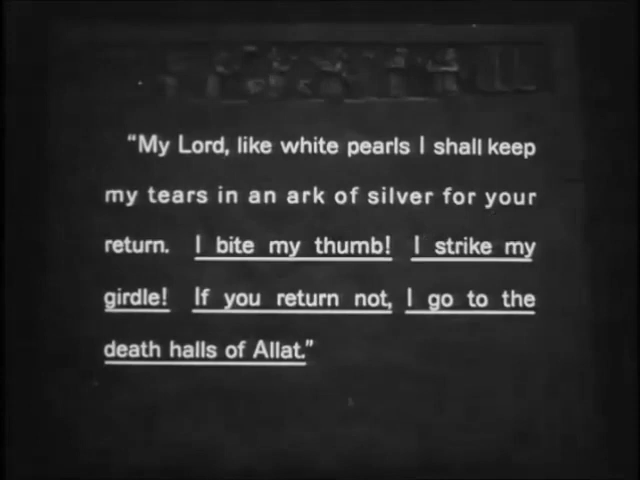 "My Lord, like white pearls I shall keep
my tears in an ark of silver for your
return. I bite my thumb! I strike my
girdle! If you return not, I go to the
death halls of Allat."